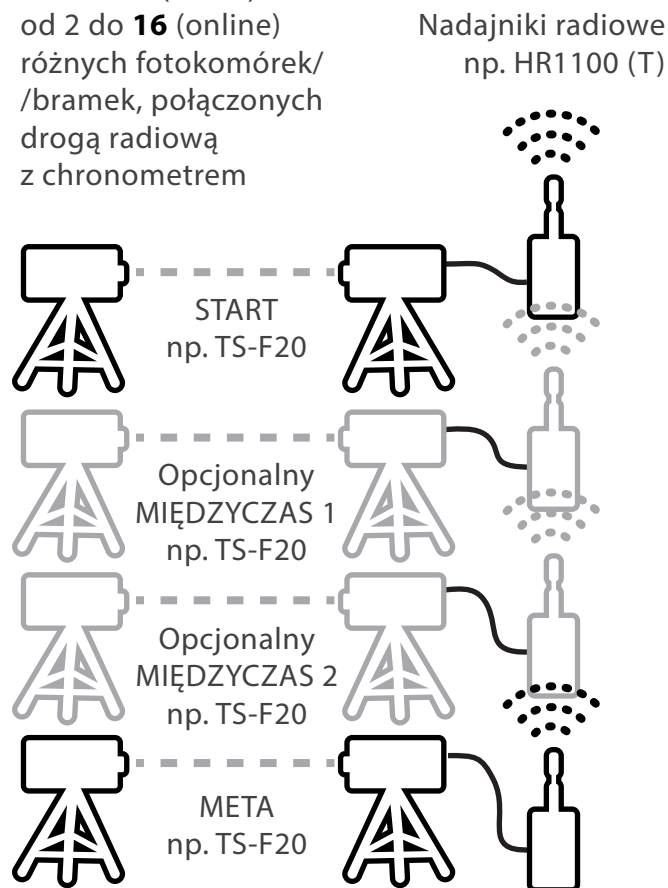 od 2 do 16 (online)
różnych fotokomórek/
/bramek, połączonych
drogą radiową
z chronometrem
Nadajniki radiowe
np. HR1100 (T)
START
np. TS-F20
Opcjonalny
MIĘDZYCZAS 1
np. TS-F20
Opcjonalny
MIĘDZYCZAS 2
np. TS-F20
META
np. TS-F20